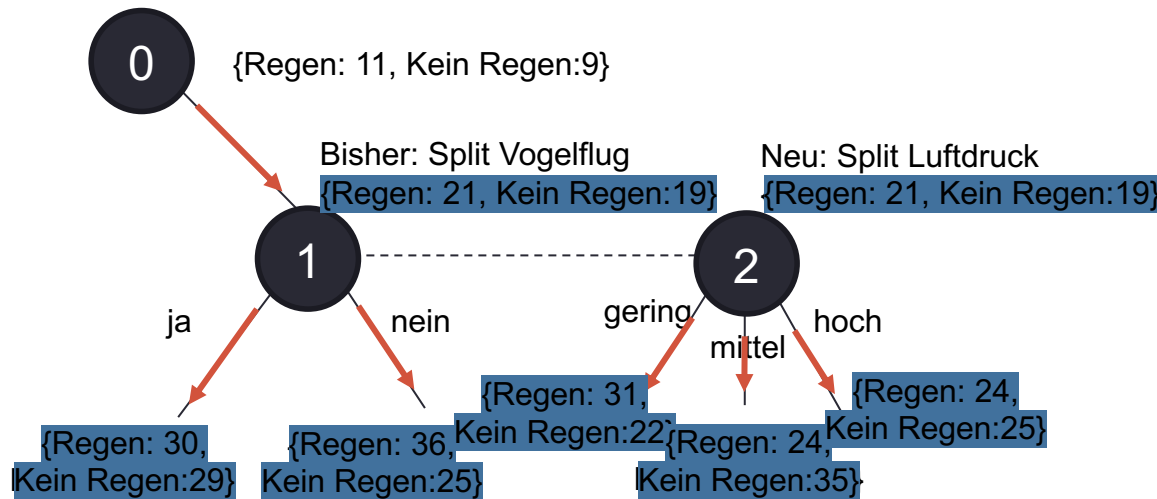 0
{Regen: 11, Kein Regen:9}
Bisher: Split Vogelflug
{Regen: 21, Kein Regen:19}
Neu: Split Luftdruck
{Regen: 21, Kein Regen:19}
1
2
ja
nein
gering
mittel
hoch
{Regen: 30,
Kein Regen:29}
{Regen: 36,
Kein Regen:25}
{Regen: 31,
Kein Regen:22}
{Regen: 24,
Kein Regen:35}
{Regen: 24,
Kein Regen:25}